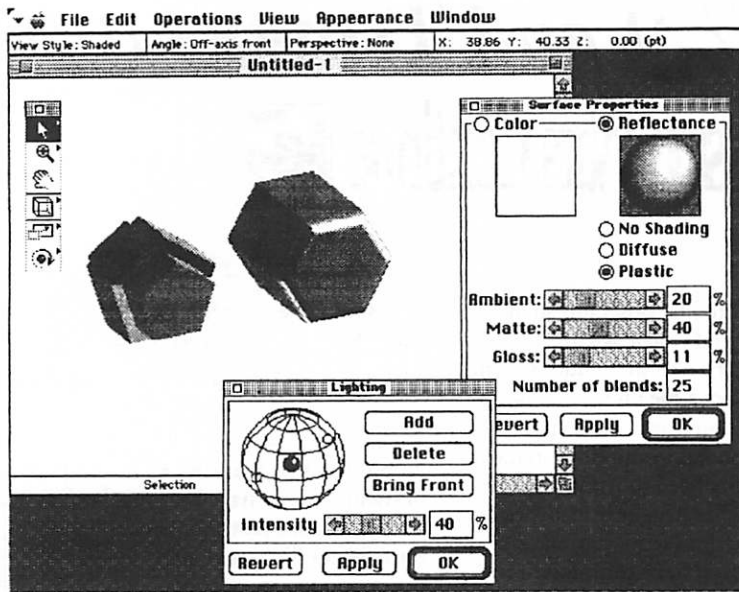 File Edit Operations View Appearance Window
View Style: Shaded Angle: Off-axis front Perspective: None X: 38.86 Y: 40.33 Z: 0.00 (pt)
Untitled-1
Surface Properties
Color Reflectance
No Shading
Diffuse
Plastic
Ambient: 20 %
Matte: 40 %
Gloss: 11 %
Number of blends: 25
evert Apply OK
Lighting
Add
Delete
Bring Front
Intensity 40 %
Revert Apply OK
Selection